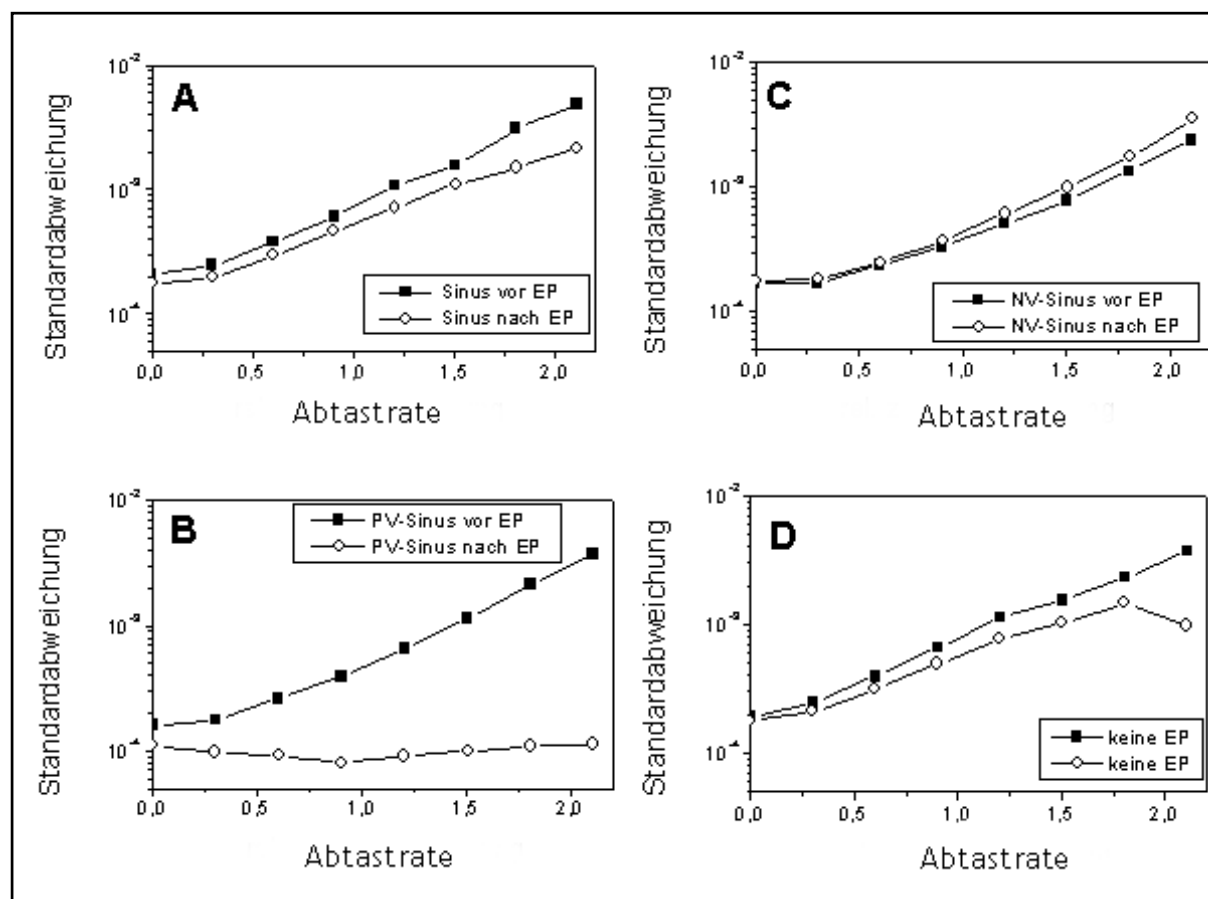 A
Standardabweichung
10⁻²
10⁻⁹
10⁻⁴
Sinus vor EP
Sinus nach EP
0,0 0,5 1,0 1,5 2,0
Abtastrate
C
Standardabweichung
10⁻²
10⁻⁹
10⁻⁴
NV-Sinus vor EP
NV-Sinus nach EP
0,0 0,5 1,0 1,5 2,0
Abtastrate
B
Standardabweichung
10⁻²
10⁻⁹
10⁻⁴
PV-Sinus vor EP
PV-Sinus nach EP
0,0 0,5 1,0 1,5 2,0
Abtastrate
D
Standardabweichung
10⁻²
10⁻⁹
10⁻⁴
keine EP
keine EP
0,0 0,5 1,0 1,5 2,0
Abtastrate